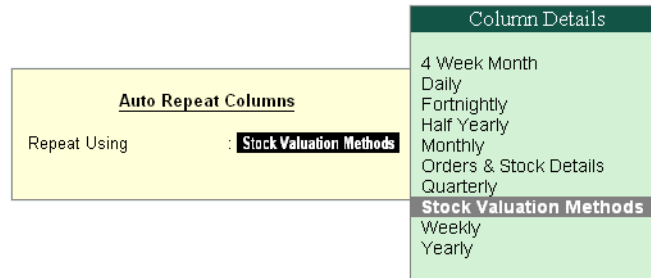 Auto Repeat Columns
Repeat Using : Stock Valuation Methods
Column Details
4 Week Month
Daily
Fortnightly
Half Yearly
Monthly
Orders & Stock Details
Quarterly
Stock Valuation Methods
Weekly
Yearly